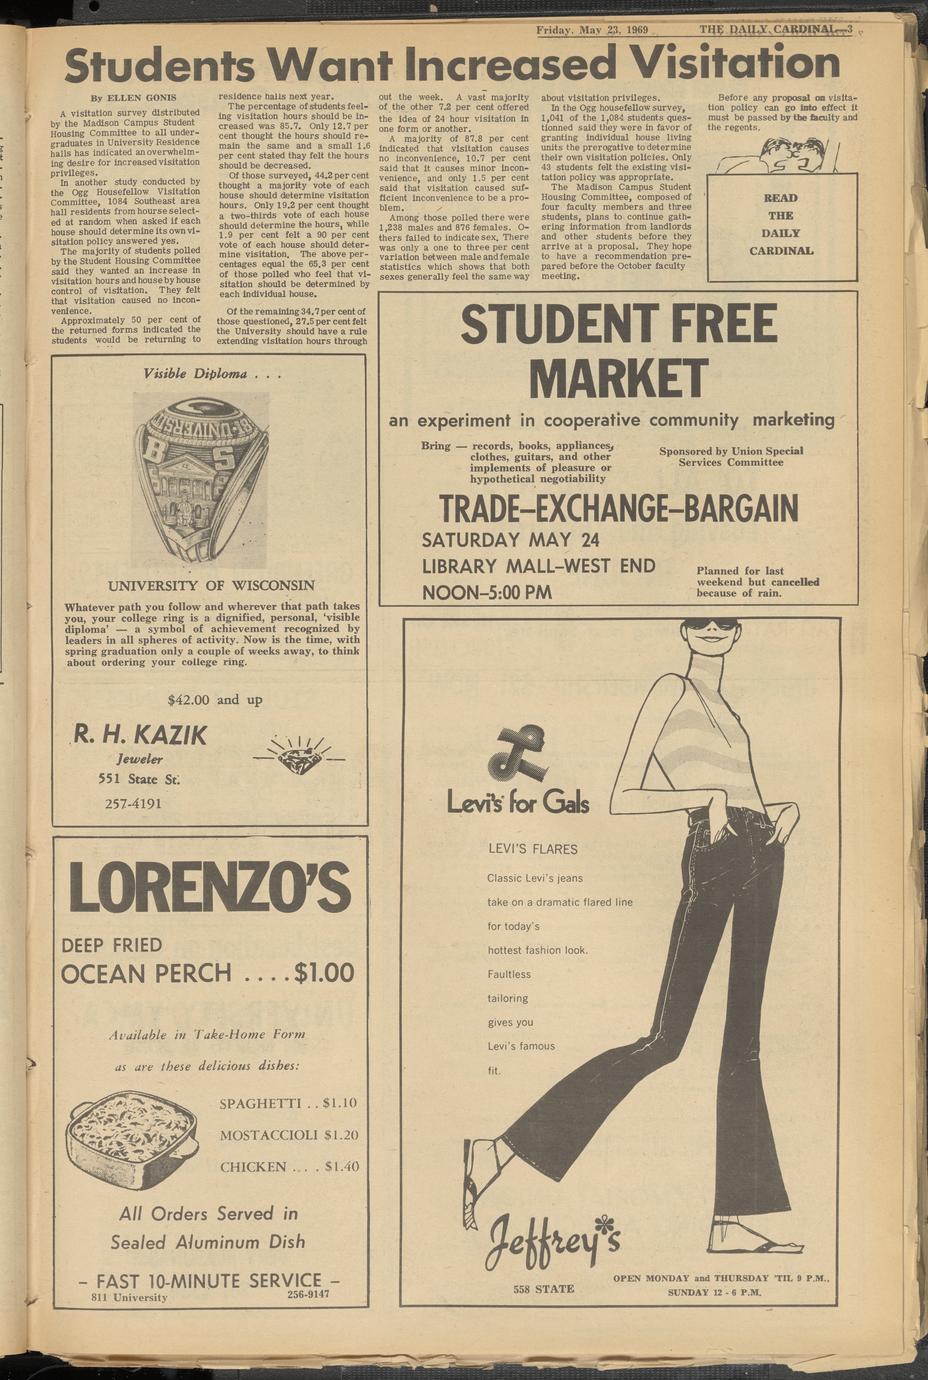 Friday, May 23, 1969
THE DAILY CARDINAL—3
Students Want Increased Visitation
By ELLEN GONIS
A visitation survey distributed
by the Madison Campus Student
Housing Committee to all under-
graduates in University Residence
halls has indicated an overwhelm-
ing desire for increased visitation
privileges.
In another study conducted by
the Ogg Housefellow Visitation
Committee, 1084 Southeast area
hall residents from hourse select-
ed at random when asked if each
house should determine its own vi-
sitation policy answered yes.
The majority of students polled
by the Student Housing Committee
said they wanted an increase in
visitation hours and house by house
control of visitation. They felt
that visitation caused no incon-
venience.
Approximately 50 per cent of
the returned forms indicated the
students would be returning to
residence halls next year.
The percentage of students feel-
ing visitation hours should be in-
creased was 85.7. Only 12.7 per
cent thought the hours should re-
main the same and a small 1.6
per cent stated thay felt the hours
should be decreased.
Of those surveyed, 44.2 per cent
thought a majority vote of each
house should determine visitation
hours. Only 19.2 per cent thought
a two-thirds vote of each house
should determine the hours, while
1.9 per cent felt a 90 per cent
vote of each house should deter-
mine visitation. The above per-
centages equal the 65.3 per cent
of those polled who feel that vi-
sitation should be determined by
each individual house.
Of the remaining 34.7 per cent of
those questioned, 27.5 per cent felt
the University should have a rule
extending visitation hours through
out the week. A vast majority
of the other 7.2 per cent offered
the idea of 24 hour visitation in
one form or another.
A majority of 87.8 per cent
indicated that visitation causes
no inconvenience, 10.7 per cent
said that it causes minor incon-
venience, and only 1.5 per cent
said that visitation caused suf-
ficient inconvenience to be a pro-
blem.
Among those polled there were
1,238 males and 876 females. O-
thers failed to indicate sex. There
was only a one to three per cent
variation between male and female
statistics which shows that both
sexes generally feel the same way
about visitation privileges.
In the Ogg housefellow survey,
1,041 of the 1,084 students ques-
tionned said they were in favor of
granting individual house living
units the prerogative to determine
their own visitation policies. Only
43 students felt the existing visi-
tation policy was appropriate.
The Madison Campus Student
Housing Committee, composed of
four faculty members and three
students, plans to continue gath-
ering information from landlords
and other students before they
arrive at a proposal. They hope
to have a recommendation pre-
pared before the October faculty
meeting.
Before any proposal on visita-
tion policy can go into effect it
must be passed by the faculty and
the regents.
READ
THE
DAILY
CARDINAL
Visible Diploma . . .
UNIVERSITY
B S
UNIVERSITY OF WISCONSIN
Whatever path you follow and wherever that path takes
you, your college ring is a dignified, personal, 'visible
diploma' — a symbol of achievement recognized by
leaders in all spheres of activity. Now is the time, with
spring graduation only a couple of weeks away, to think
about ordering your college ring.
$42.00 and up
R. H. KAZIK
Jeweler
551 State St.
257-4191
STUDENT FREE
MARKET
an experiment in cooperative community marketing
Bring — records, books, appliances,
clothes, guitars, and other
implements of pleasure or
hypothetical negotiability
Sponsored by Union Special
Services Committee
TRADE–EXCHANGE–BARGAIN
SATURDAY MAY 24
LIBRARY MALL–WEST END
NOON–5:00 PM
Planned for last
weekend but cancelled
because of rain.
LORENZO'S
DEEP FRIED
OCEAN PERCH . . . . $1.00
Available in Take-Home Form
as are these delicious dishes:
SPAGHETTI . . $1.10
MOSTACCIOLI $1.20
CHICKEN . . . . $1.40
All Orders Served in
Sealed Aluminum Dish
– FAST 10-MINUTE SERVICE –
811 University
256-9147
Levi's for Gals
LEVI'S FLARES
Classic Levi's jeans
take on a dramatic flared line
for today's
hottest fashion look.
Faultless
tailoring
gives you
Levi's famous
fit.
Jeffrey's
558 STATE
OPEN MONDAY and THURSDAY 'TIL 9 P.M.,
SUNDAY 12 - 6 P.M.